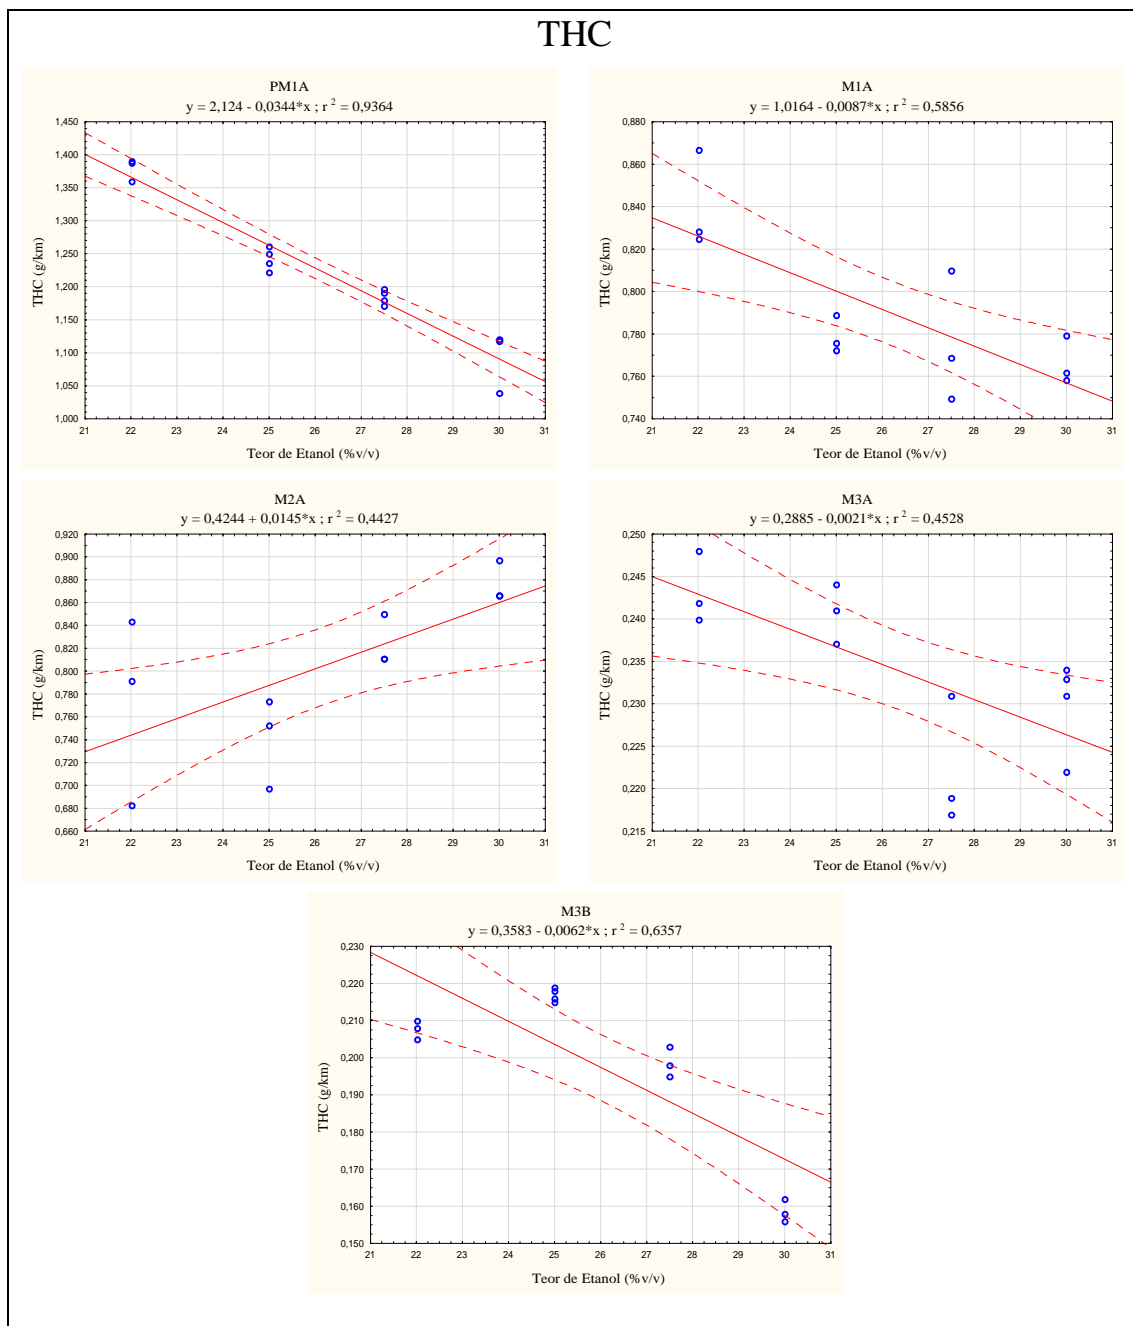 THC
PM1A
y = 2,124 - 0,0344*x ; r 2 = 0,9364
1,450
1,400
1,350
1,300
1,250
1,200
1,150
1,100
1,050
1,000
THC (g/km)
21 22 23 24 25 26 27 28 29 30 31
Teor de Etanol (%v/v)
M1A
y = 1,0164 - 0,0087*x ; r 2 = 0,5856
0,880
0,860
0,840
0,820
0,800
0,780
0,760
0,740
THC (g/km)
21 22 23 24 25 26 27 28 29 30 31
Teor de Etanol (%v/v)
M2A
y = 0,4244 + 0,0145*x ; r 2 = 0,4427
0,920
0,900
0,880
0,860
0,840
0,820
0,800
0,780
0,760
0,740
0,720
0,700
0,680
0,660
THC (g/km)
21 22 23 24 25 26 27 28 29 30 31
Teor de Etanol (%v/v)
M3A
y = 0,2885 - 0,0021*x ; r 2 = 0,4528
0,250
0,245
0,240
0,235
0,230
0,225
0,220
0,215
THC (g/km)
21 22 23 24 25 26 27 28 29 30 31
Teor de Etanol (%v/v)
M3B
y = 0,3583 - 0,0062*x ; r 2 = 0,6357
0,230
0,220
0,210
0,200
0,190
0,180
0,170
0,160
0,150
THC (g/km)
21 22 23 24 25 26 27 28 29 30 31
Teor de Etanol (%v/v)